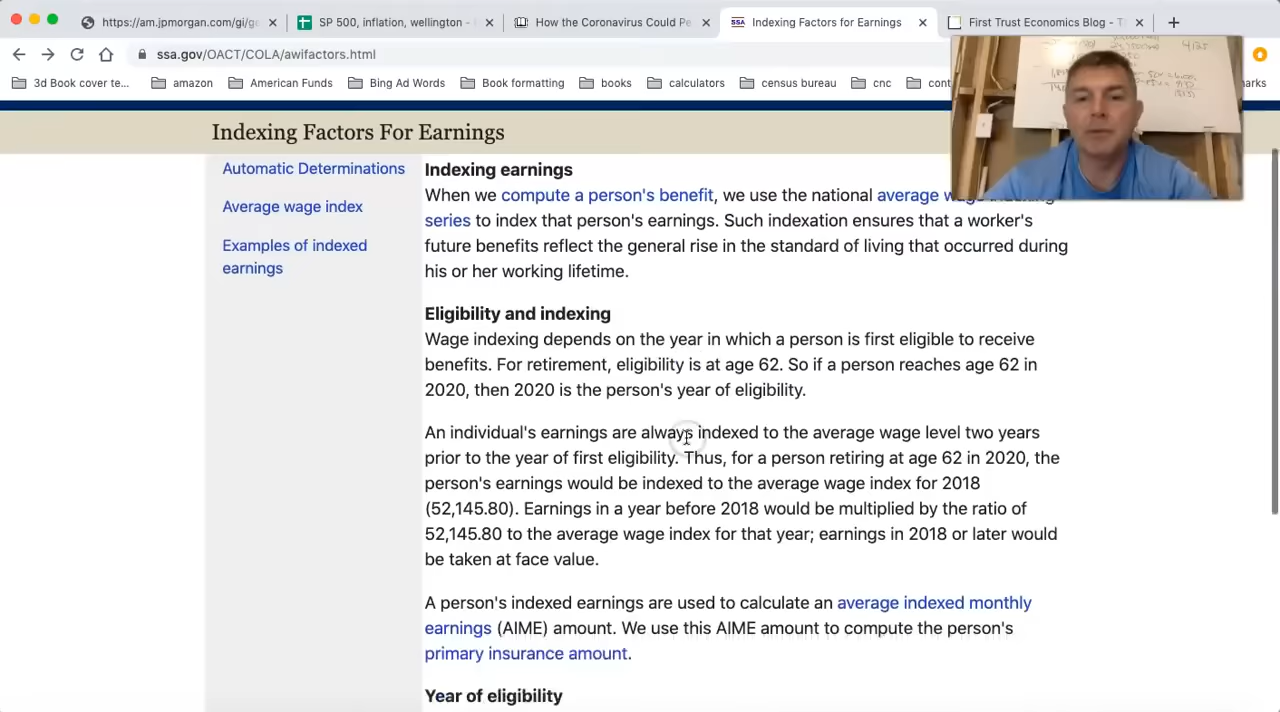 https://am.jpmorgan.com/gi/g
SP 500, inflation, wellington -
How the Coronavirus Could Pe
SSA Indexing Factors for Earnings
First Trust Economics Blog - T
ssa.gov/OACT/COLA/awifactors.html
3d Book cover te...
amazon
American Funds
Bing Ad Words
Book formatting
books
calculators
census bureau
cnc
cont
arks
4125
Indexing Factors For Earnings
Automatic Determinations
Average wage index
Examples of indexed
earnings
Indexing earnings
When we compute a person's benefit, we use the national average wage indexing
series to index that person's earnings. Such indexation ensures that a worker's
future benefits reflect the general rise in the standard of living that occurred during
his or her working lifetime.
Eligibility and indexing
Wage indexing depends on the year in which a person is first eligible to receive
benefits. For retirement, eligibility is at age 62. So if a person reaches age 62 in
2020, then 2020 is the person's year of eligibility.
An individual's earnings are always indexed to the average wage level two years
prior to the year of first eligibility. Thus, for a person retiring at age 62 in 2020, the
person's earnings would be indexed to the average wage index for 2018
(52,145.80). Earnings in a year before 2018 would be multiplied by the ratio of
52,145.80 to the average wage index for that year; earnings in 2018 or later would
be taken at face value.
A person's indexed earnings are used to calculate an average indexed monthly
earnings (AIME) amount. We use this AIME amount to compute the person's
primary insurance amount.
Year of eligibility